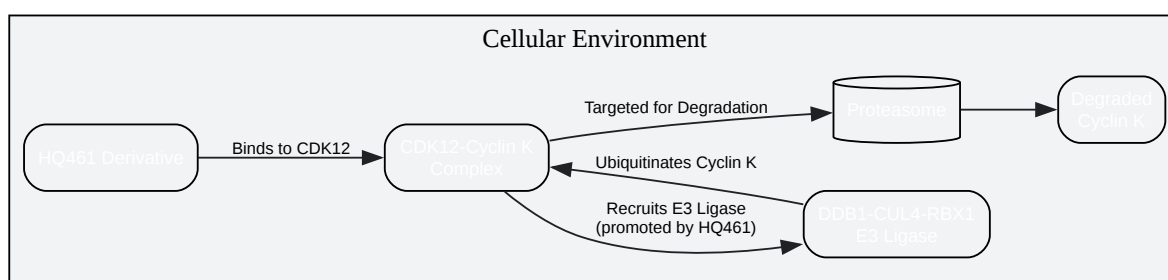 Cellular Environment
HQ461 Derivative
Binds to CDK12
CDK12-Cyclin K
Complex
Targeted for Degradation
Proteasome
Degraded
Cyclin K
Ubiquitinates Cyclin K
Recruits E3 Ligase
(promoted by HQ461)
DDB1-CUL4-RBX1
E3 Ligase